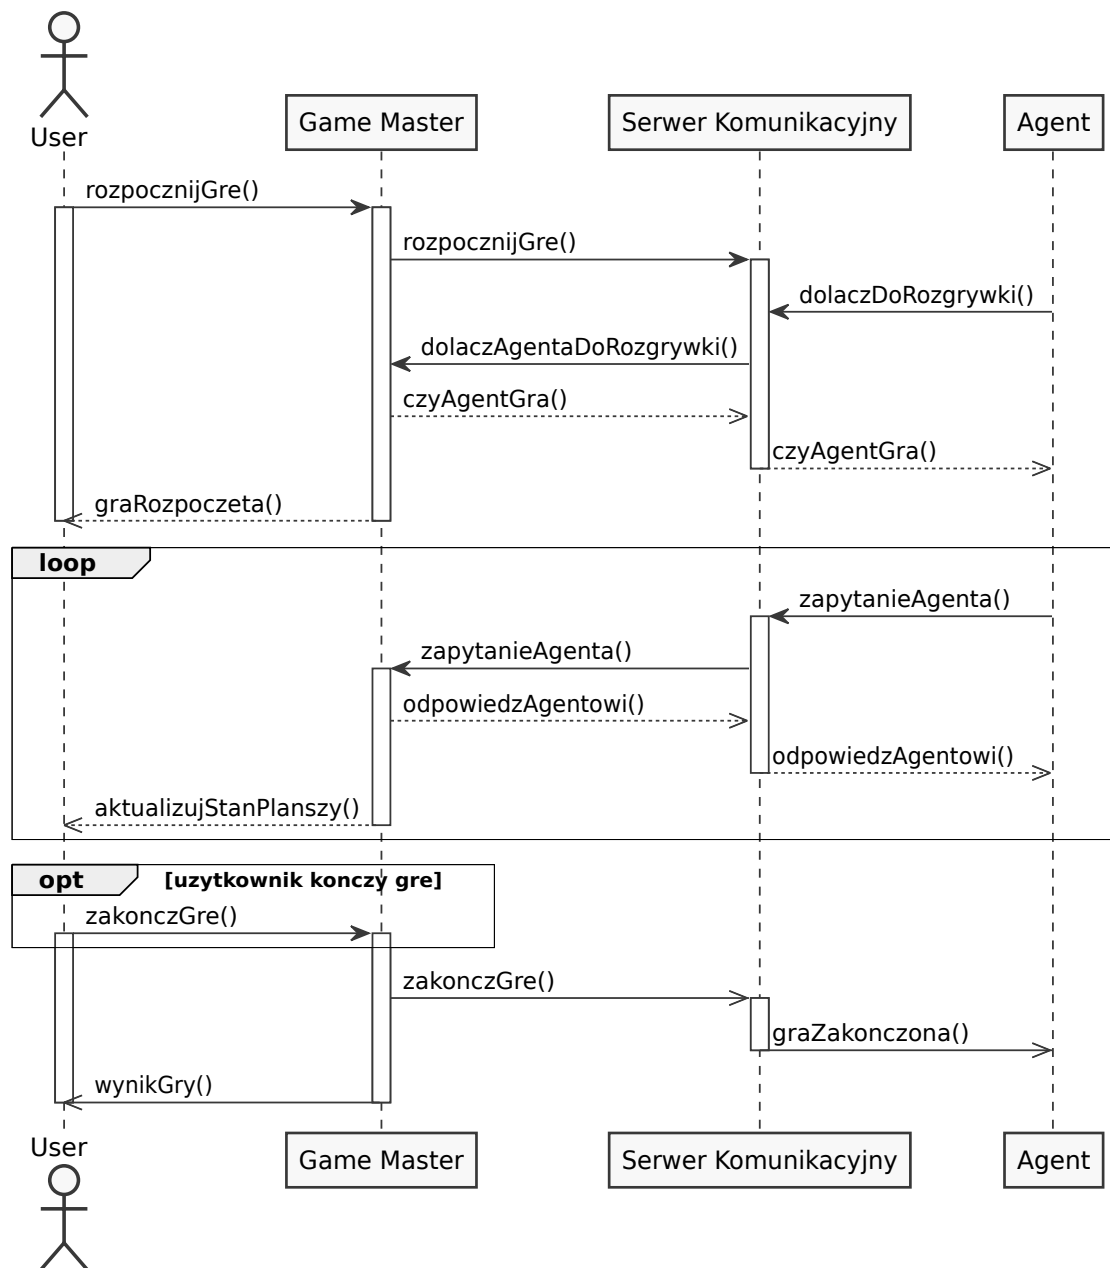 User
Game Master
Serwer Komunikacyjny
Agent
rozpocznijGre()
rozpocznijGre()
dolaczDoRozgrywki()
dolaczAgentaDoRozgrywki()
czyAgentGra()
czyAgentGra()
graRozpoczeta()
loop
zapytanieAgenta()
zapytanieAgenta()
odpowiedzAgentowi()
odpowiedzAgentowi()
aktualizujStanPlanszy()
opt [uzytkownik konczy gre]
zakonczGre()
zakonczGre()
graZakonczona()
wynikGry()
User
Game Master
Serwer Komunikacyjny
Agent